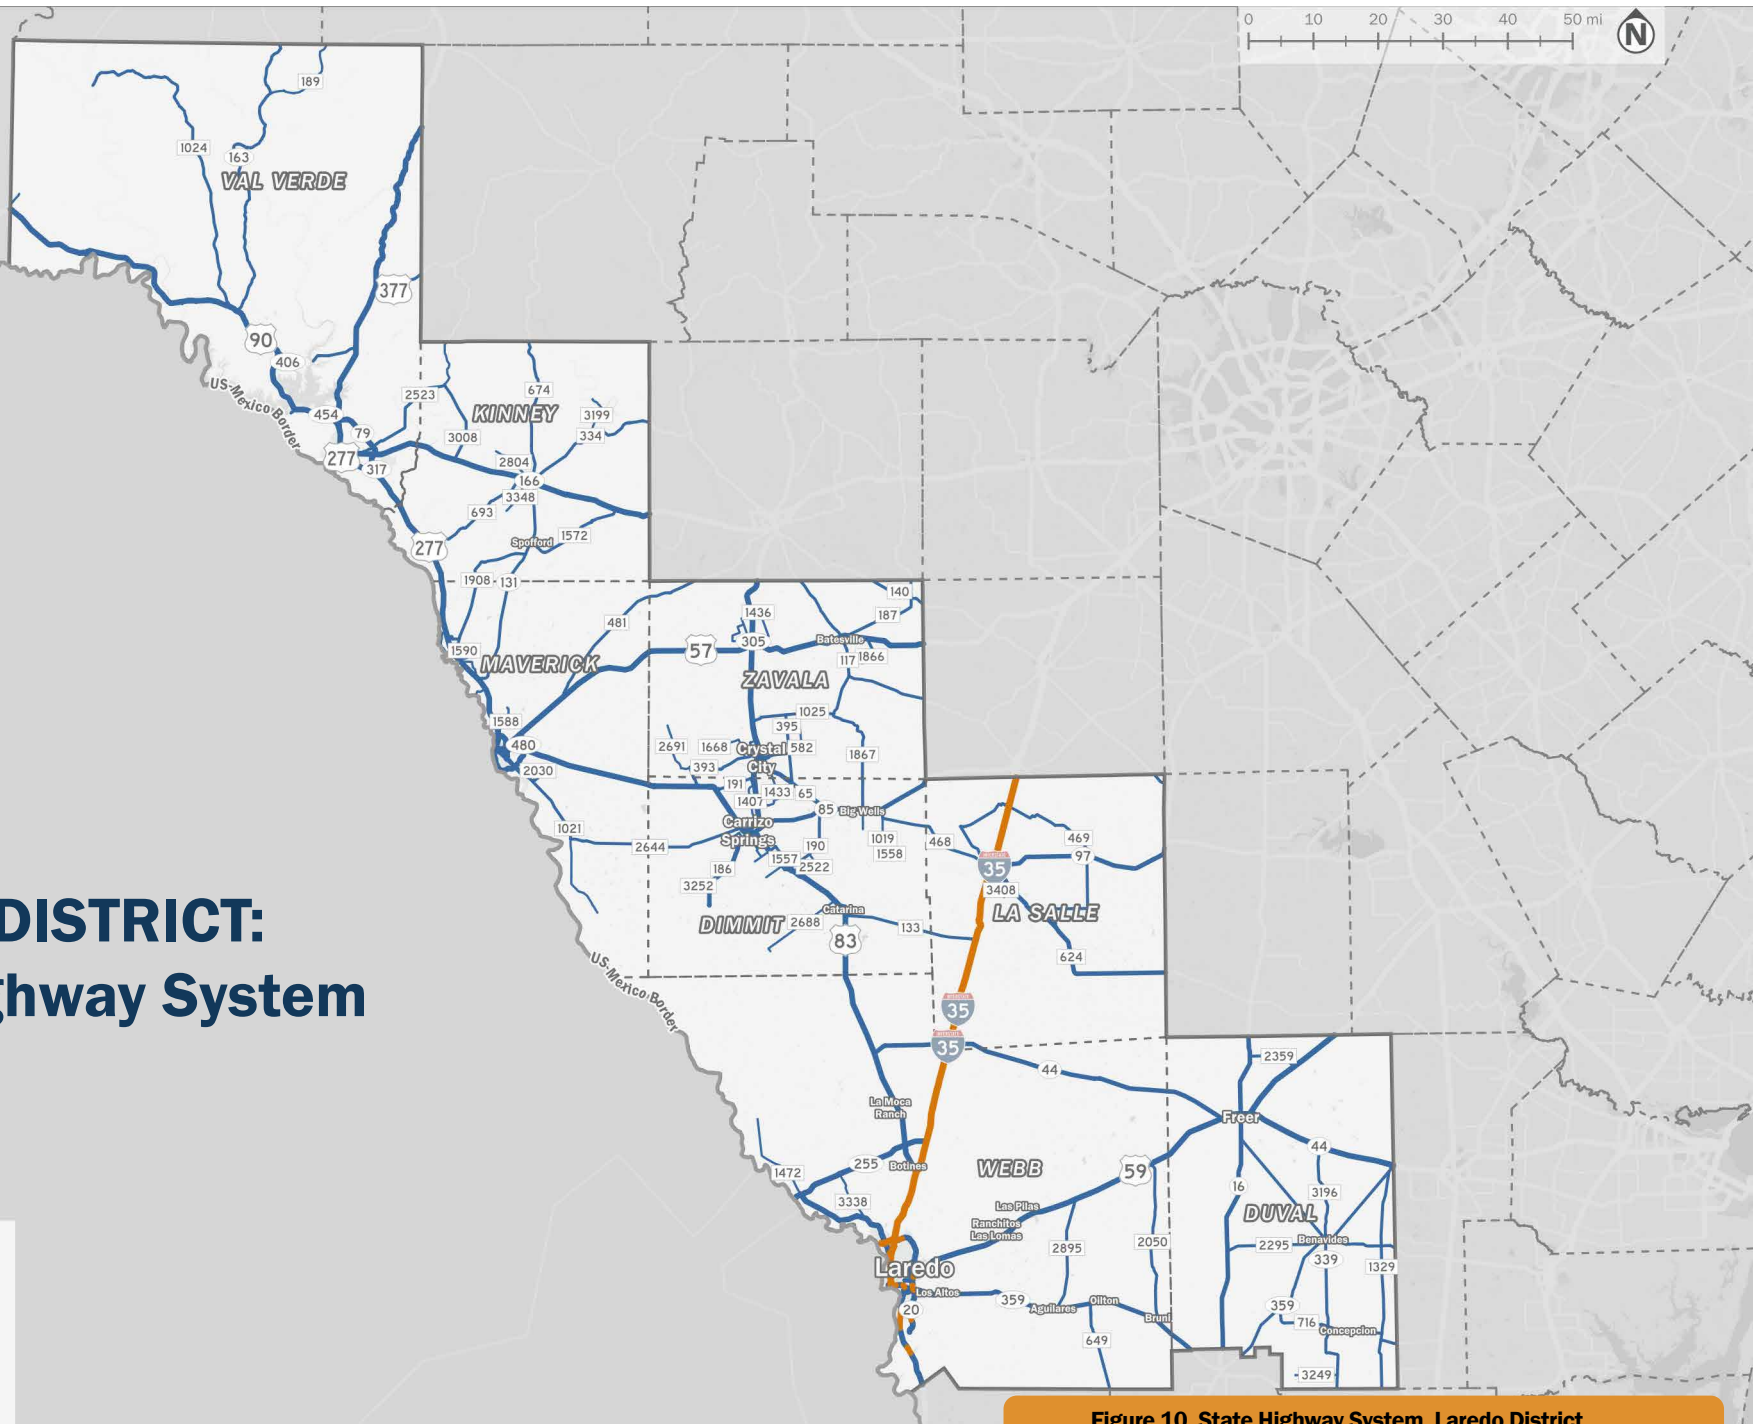 0 10 20 30 40 50 mi
N
189
1024
163
VAL VERDE
377
90
406
US-Mexico Border
2523
674
KINNEY
3199
454
334
79
3008
277
317
2804
166
3348
693
277
Spofford
1572
1908
131
140
1436
187
481
305
Batesville
57
1590
MAVERICK
117
1866
ZAVALA
1025
1588
395
480
2691
1668
Crystal
City
582
393
1867
2030
191
1433
65
1407
85
Big Wells
Carrizo
Springs
1021
2644
190
1019
1558
468
469
97
35
1557
2522
186
3252
3408
DIMMIT
2688
Catarina
LA SALLE
133
83
624
DISTRICT:
ghway System
US-Mexico Border
35
35
44
2359
La Moca
Ranch
Freer
44
255
Botines
WEBB
59
1472
16
3196
3338
Las Pilas
DUVAL
Ranchitos
Las Lomas
2895
2050
2295
Benavides
339
1329
Laredo
Los Altos
20
359
Aguilares
Oilton
Bruni
359
716
Concepcion
649
3249
Figure 10. State Highway System, Laredo District